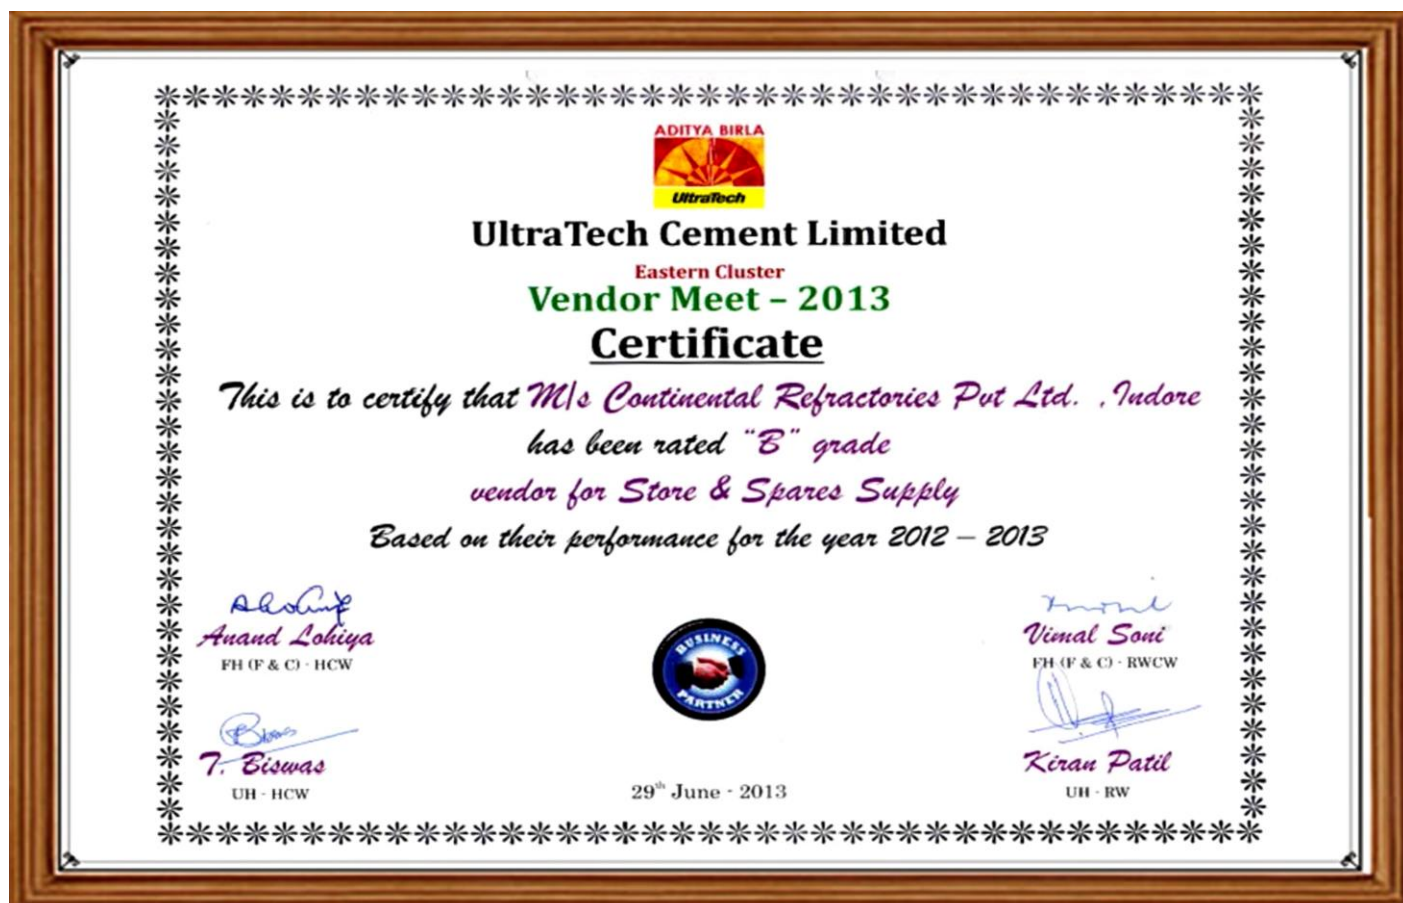 ADITYA BIRLA
UltraTech
UltraTech Cement Limited
Eastern Cluster
Vendor Meet – 2013
Certificate
This is to certify that M/s Continental Refractories Pvt Ltd. , Indore
has been rated "B" grade
vendor for Store & Spares Supply
Based on their performance for the year 2012 – 2013
Anand Lohiya
FH (F & C) - HCW
Vimal Soni
FH (F & C) - RWCW
BUSINESS
PARTNER
T. Biswas
UH - HCW
29th June - 2013
Kiran Patil
UH - RW